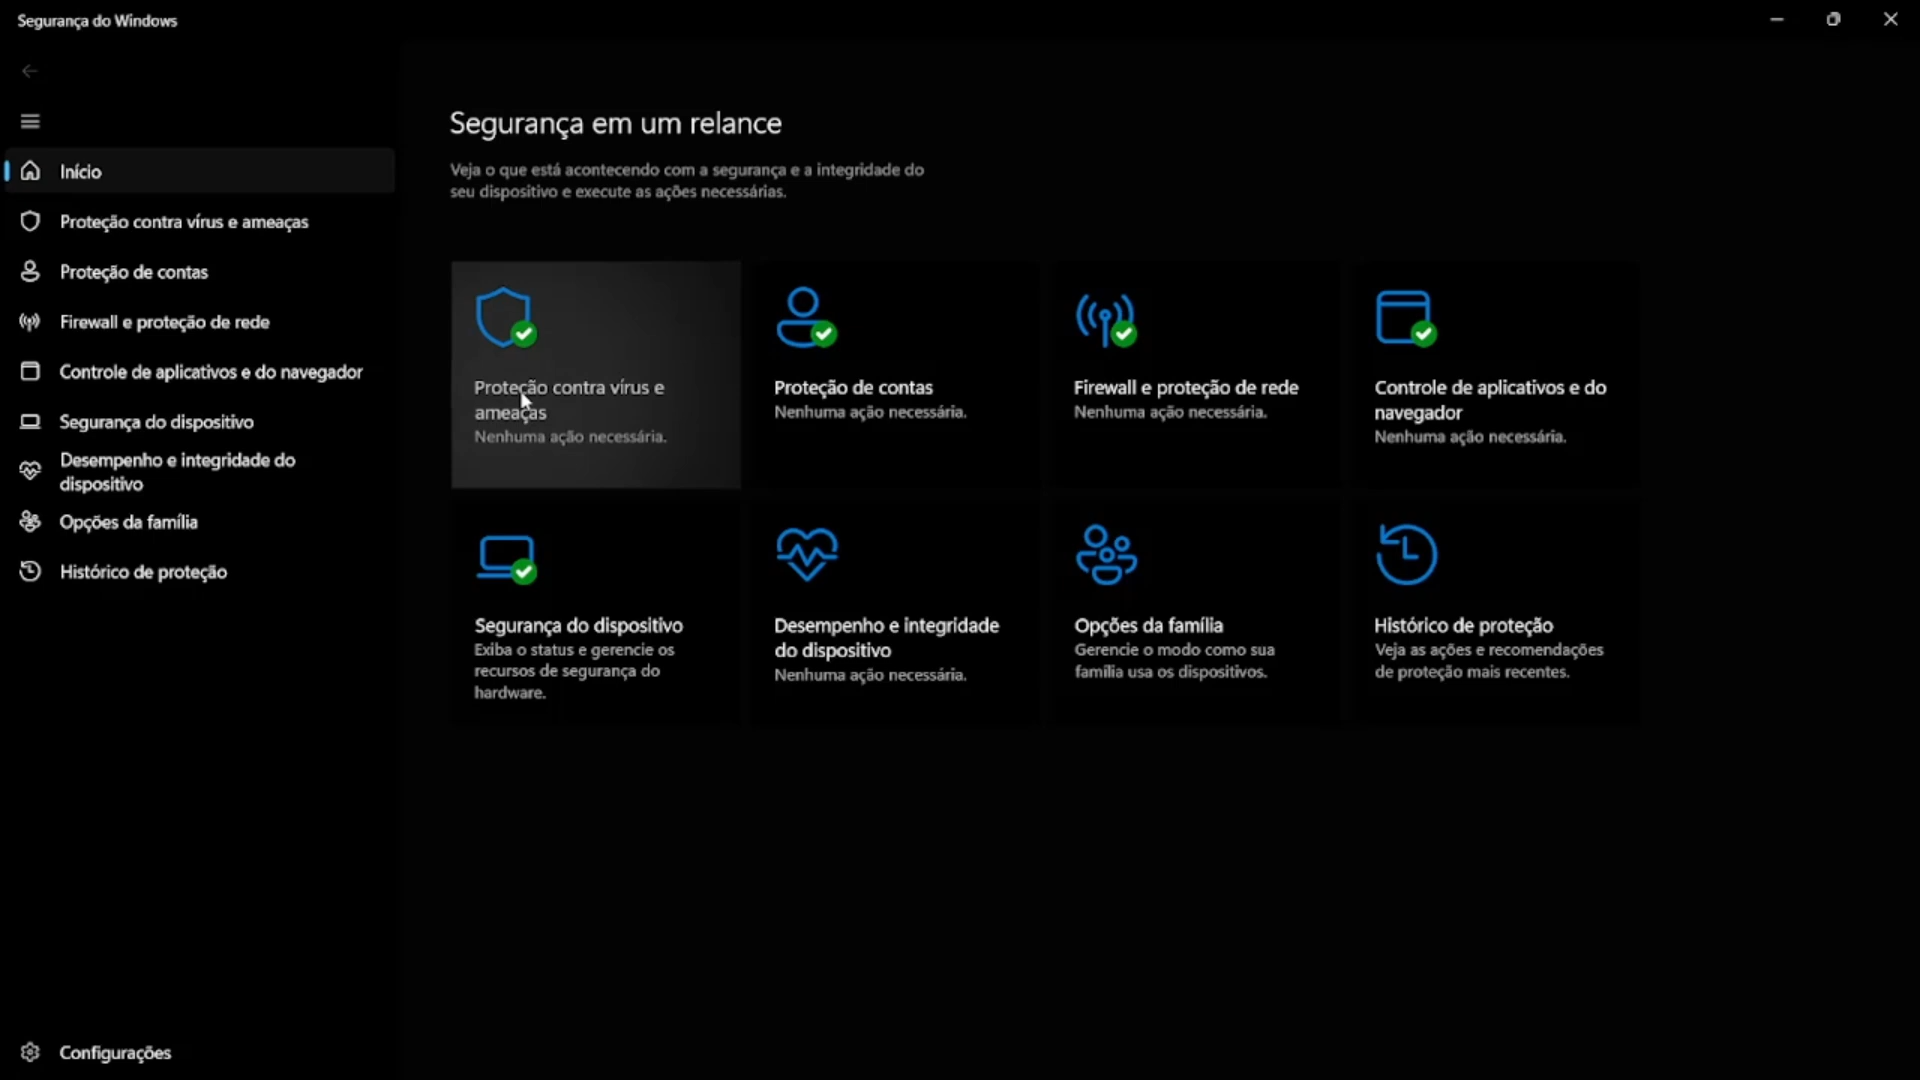 Segurança do Windows
Início
Proteção contra vírus e ameaças
Proteção de contas
Firewall e proteção de rede
Controle de aplicativos e do navegador
Segurança do dispositivo
Desempenho e integridade do
dispositivo
Opções da família
Histórico de proteção
Configurações
Segurança em um relance
Veja o que está acontecendo com a segurança e a integridade do
seu dispositivo e execute as ações necessárias.
Proteção contra vírus e
ameaças
Nenhuma ação necessária.
Proteção de contas
Nenhuma ação necessária.
Firewall e proteção de rede
Nenhuma ação necessária.
Controle de aplicativos e do
navegador
Nenhuma ação necessária.
Segurança do dispositivo
Exiba o status e gerencie os
recursos de segurança do
hardware.
Desempenho e integridade
do dispositivo
Nenhuma ação necessária.
Opções da família
Gerencie o modo como sua
família usa os dispositivos.
Histórico de proteção
Veja as ações e recomendações
de proteção mais recentes.